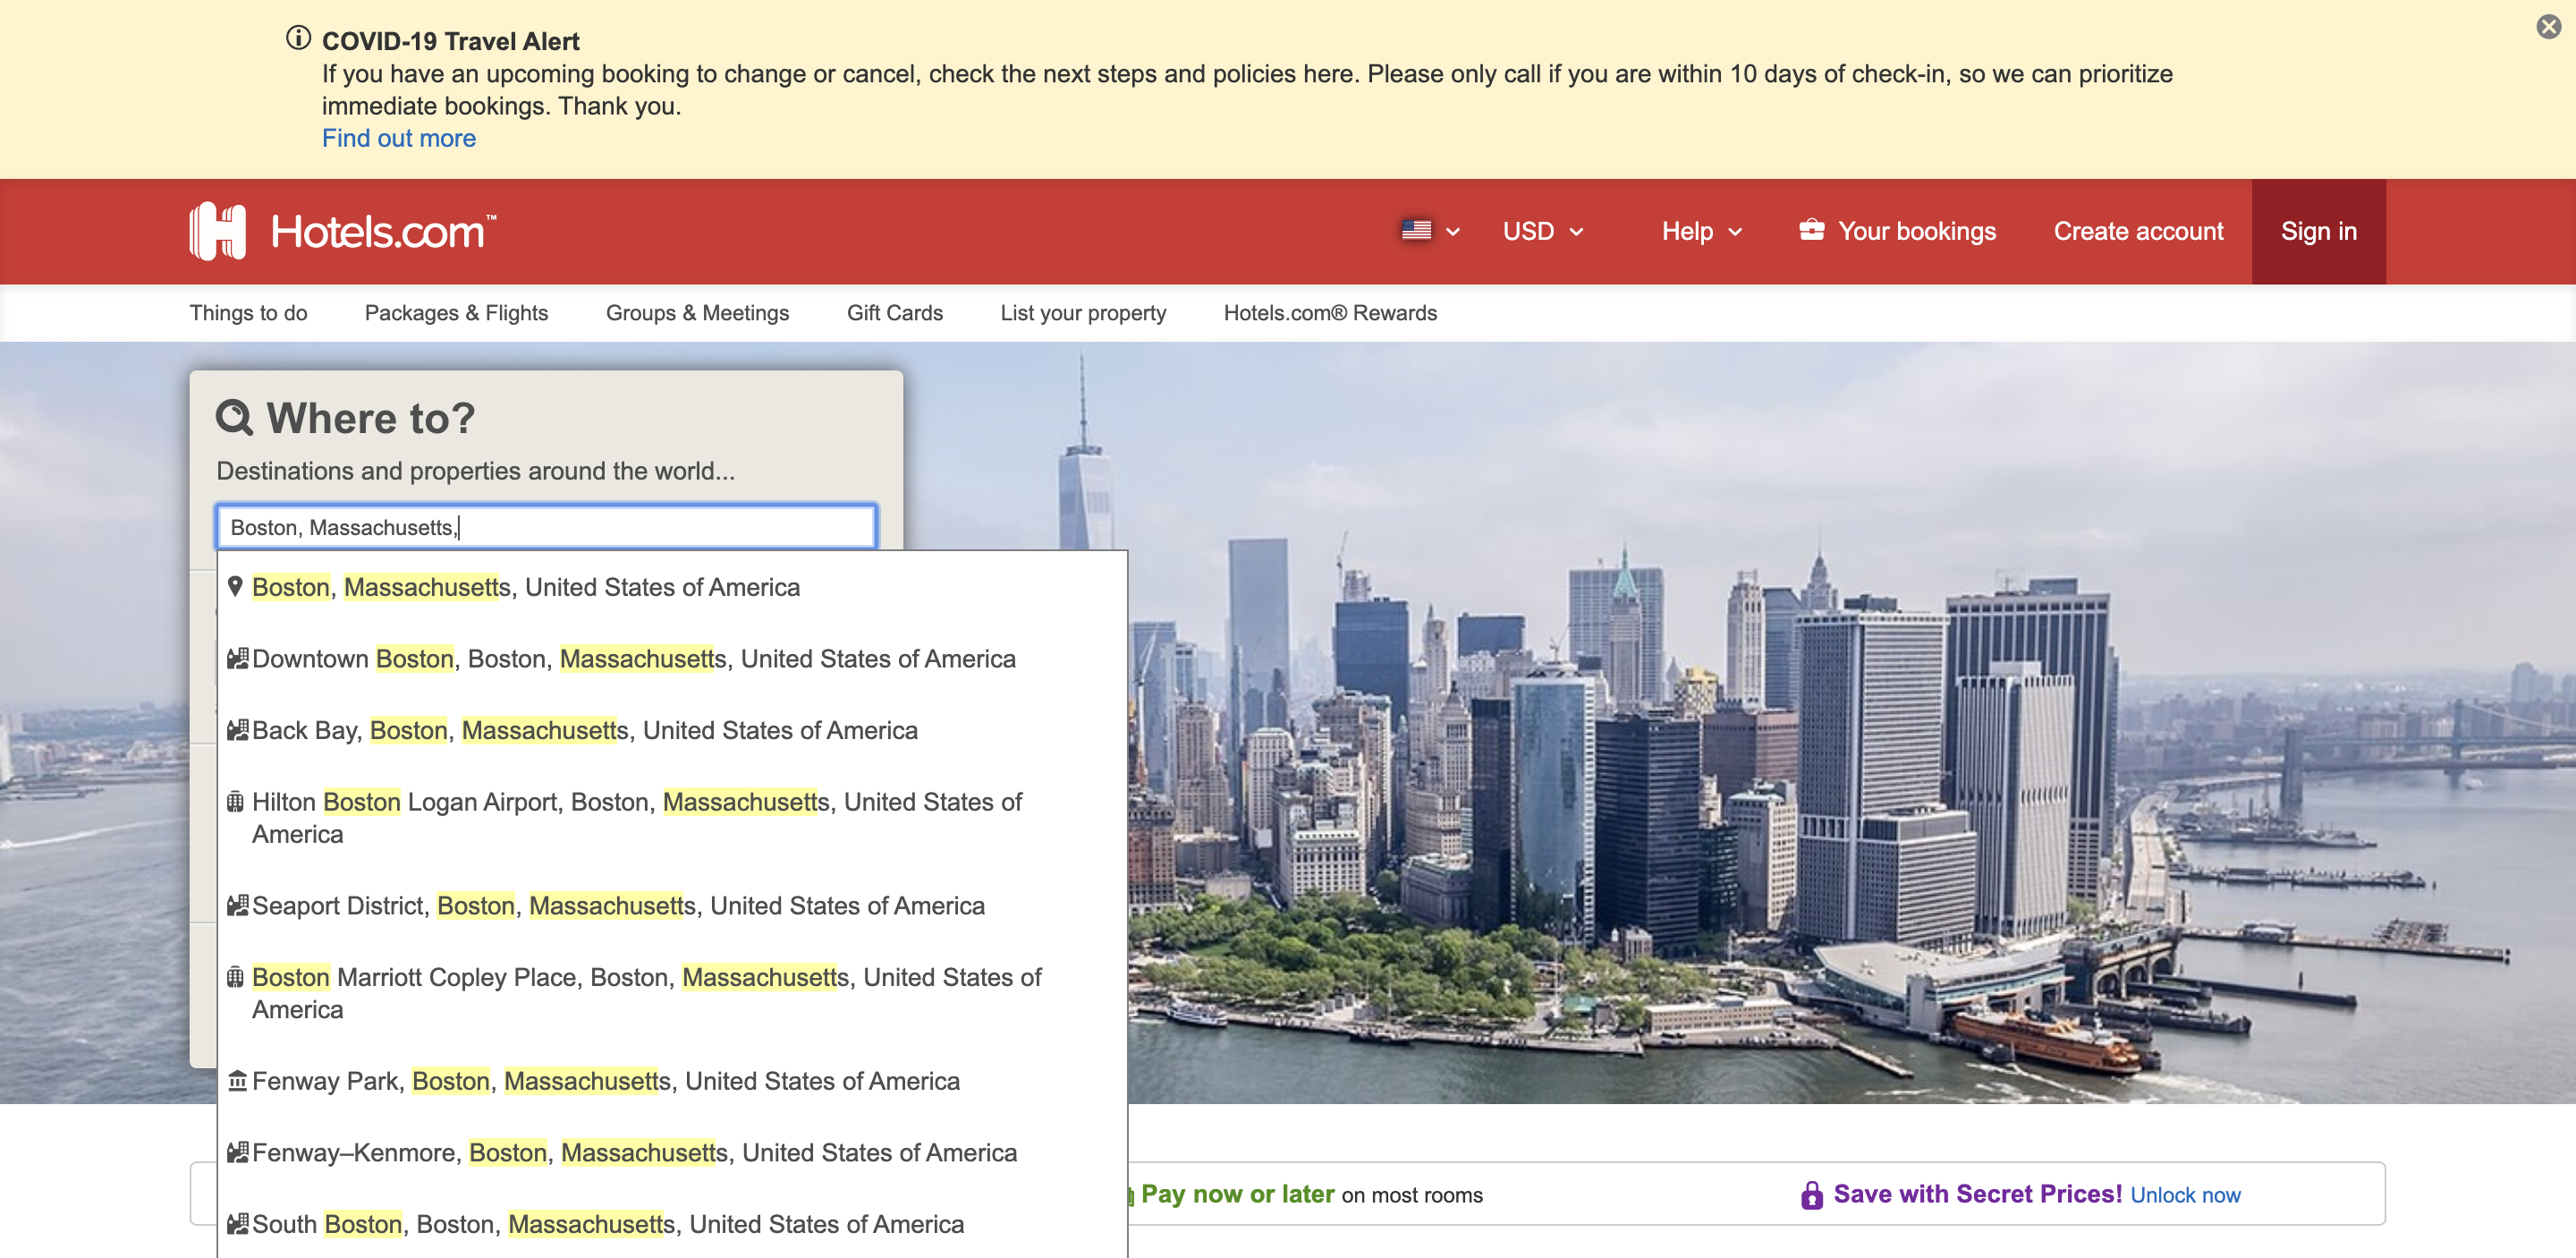 COVID-19 Travel Alert
If you have an upcoming booking to change or cancel, check the next steps and policies here. Please only call if you are within 10 days of check-in, so we can prioritize
immediate bookings. Thank you.
Find out more
Hotels.com™
USD
Help
Your bookings
Create account
Sign in
Things to do
Packages & Flights
Groups & Meetings
Gift Cards
List your property
Hotels.com® Rewards
Where to?
Destinations and properties around the world...
Boston, Massachusetts,
Boston, Massachusetts, United States of America
Downtown Boston, Boston, Massachusetts, United States of America
Back Bay, Boston, Massachusetts, United States of America
Hilton Boston Logan Airport, Boston, Massachusetts, United States of
America
Seaport District, Boston, Massachusetts, United States of America
Boston Marriott Copley Place, Boston, Massachusetts, United States of
America
Fenway Park, Boston, Massachusetts, United States of America
Fenway–Kenmore, Boston, Massachusetts, United States of America
South Boston, Boston, Massachusetts, United States of America
Pay now or later on most rooms
Save with Secret Prices! Unlock now